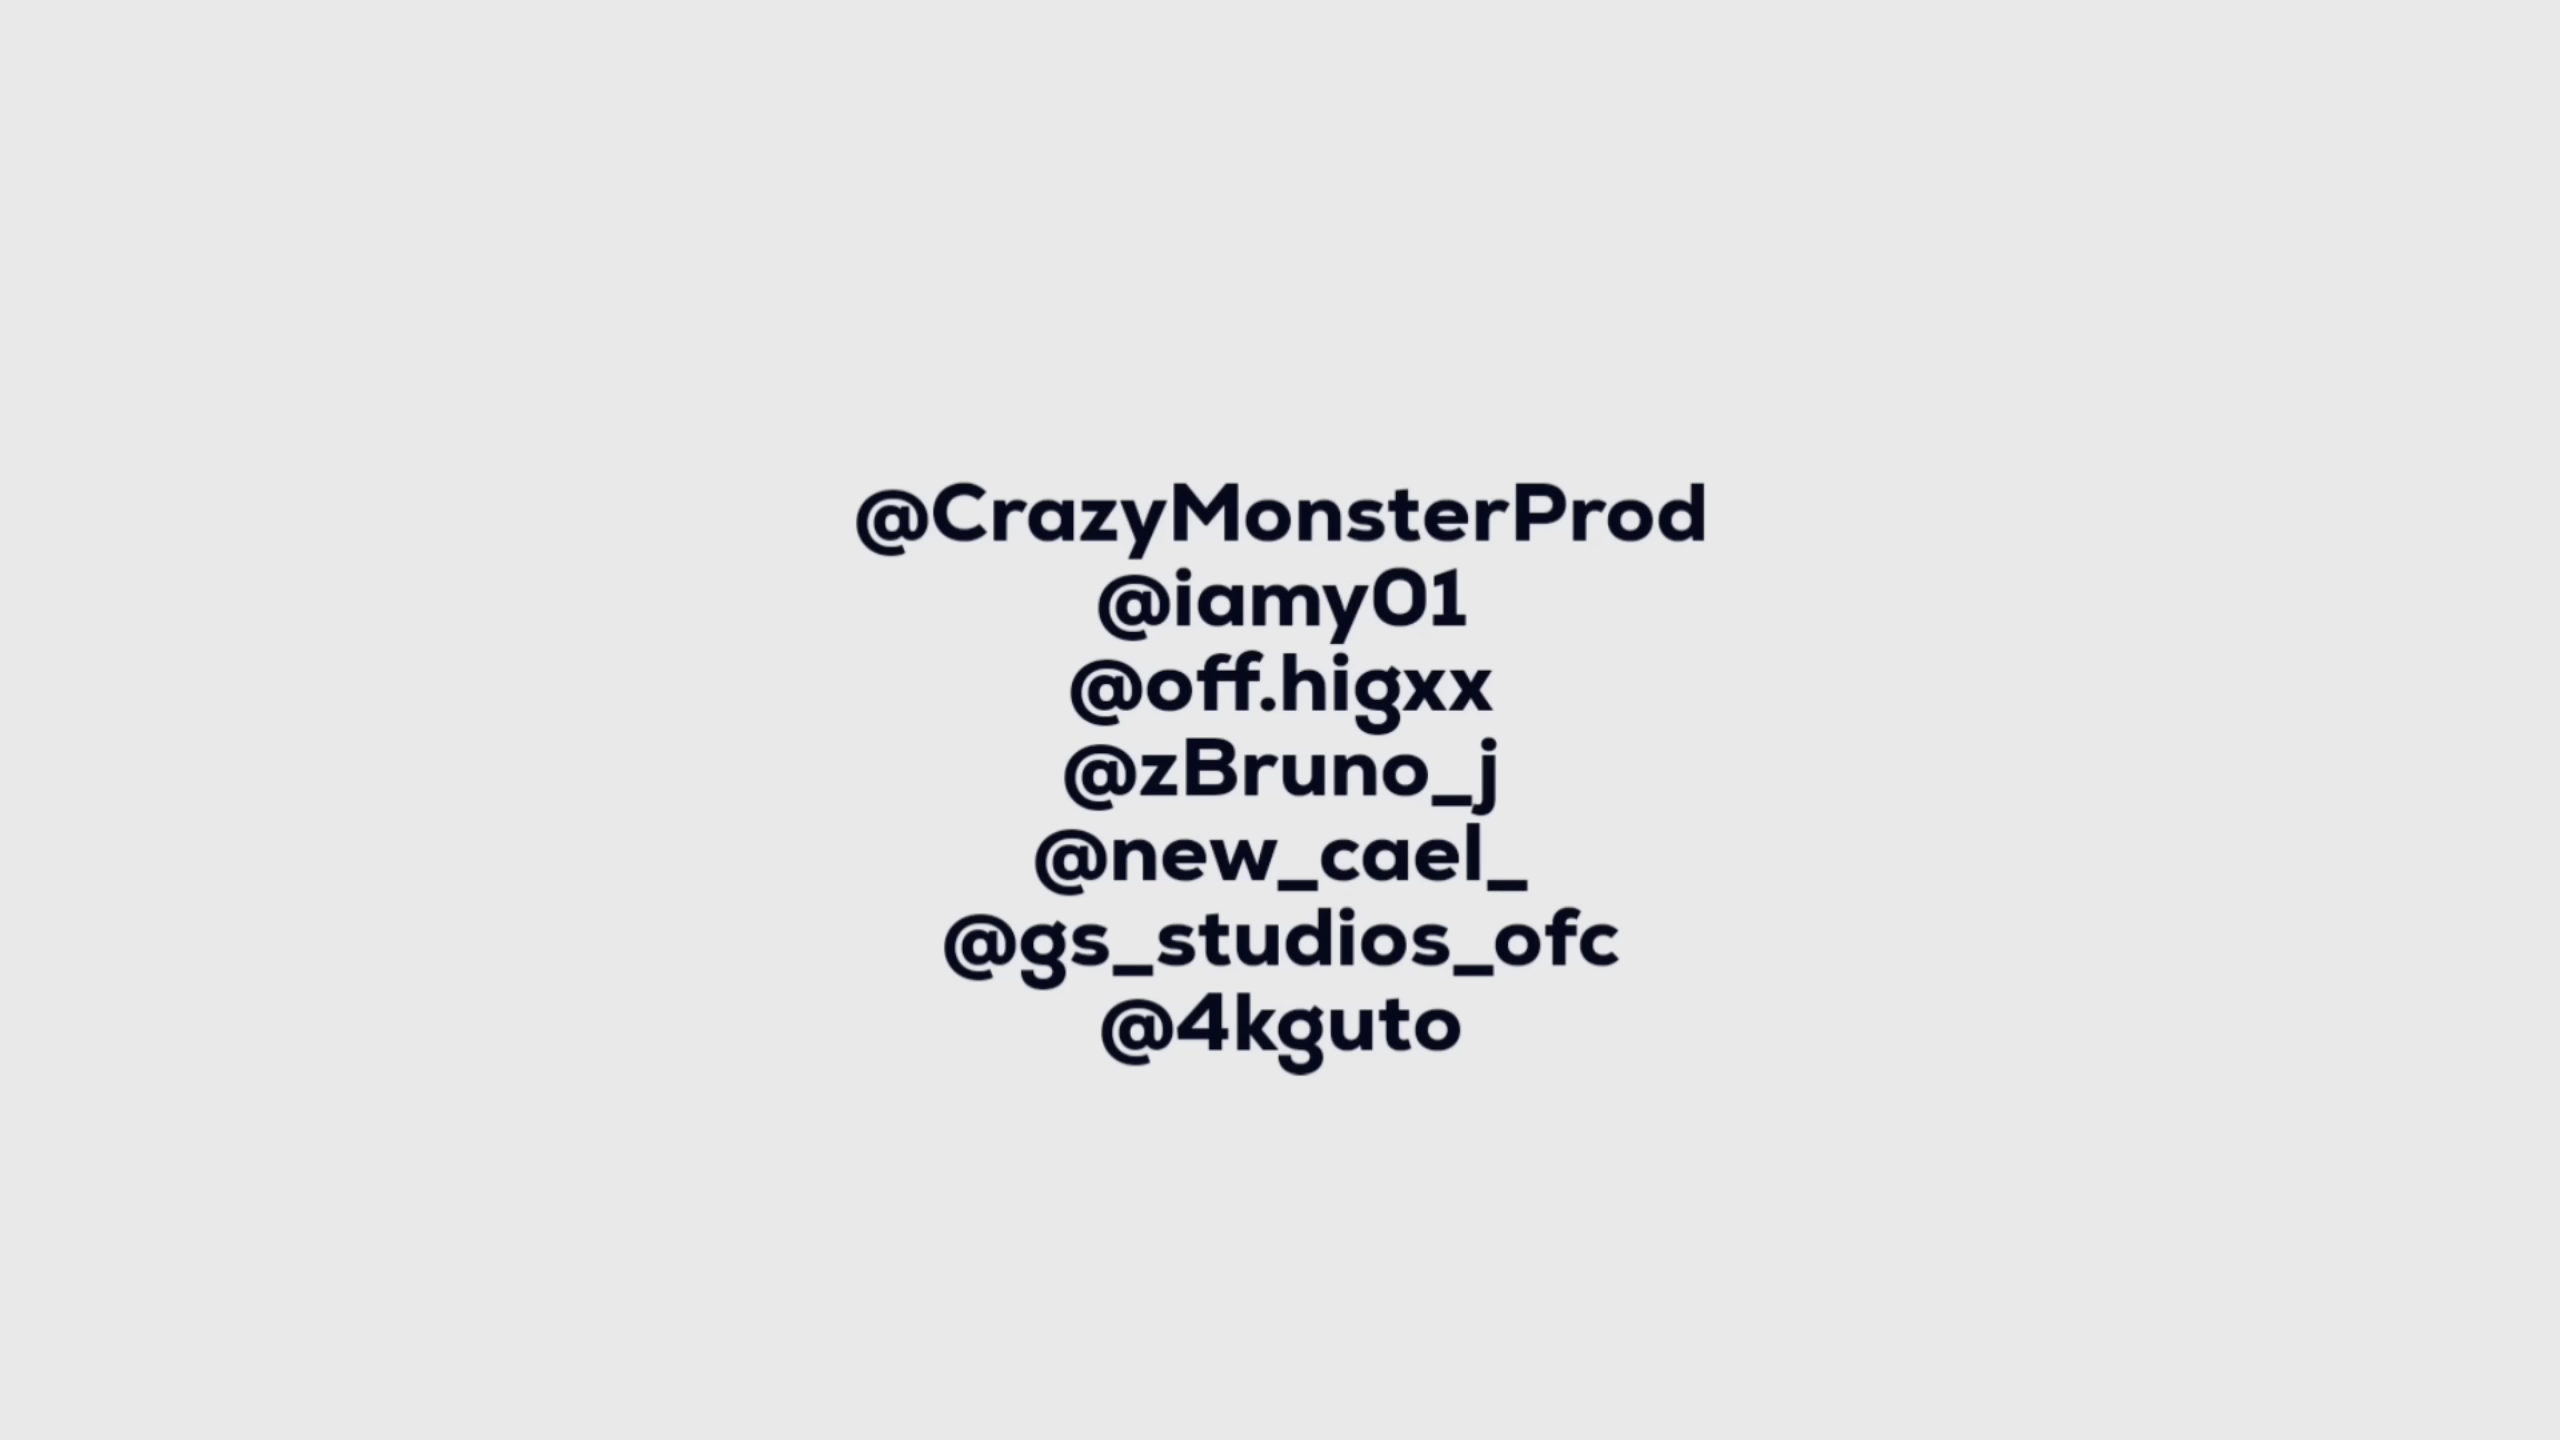 @CrazyMonsterProd
@iamy01
@off.higxx
@zBruno_j
@new_cael_
@gs_studios_ofc
@4kguto